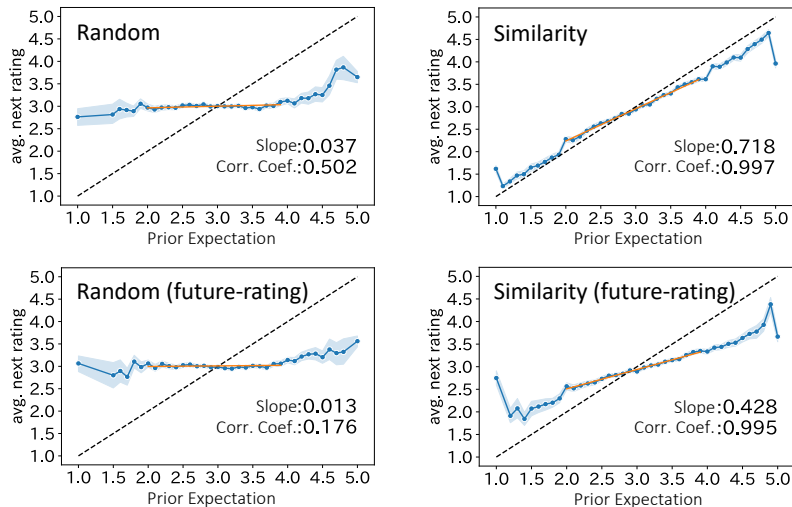 Random
avg. next rating
5.0
4.5
4.0
3.5
3.0
2.5
2.0
1.5
1.0
Slope:0.037
Corr. Coef.:0.502
1.0 1.5 2.0 2.5 3.0 3.5 4.0 4.5 5.0
Prior Expectation
Similarity
avg. next rating
5.0
4.5
4.0
3.5
3.0
2.5
2.0
1.5
1.0
Slope:0.718
Corr. Coef.:0.997
1.0 1.5 2.0 2.5 3.0 3.5 4.0 4.5 5.0
Prior Expectation
Random (future-rating)
avg. next rating
5.0
4.5
4.0
3.5
3.0
2.5
2.0
1.5
1.0
Slope:0.013
Corr. Coef.:0.176
1.0 1.5 2.0 2.5 3.0 3.5 4.0 4.5 5.0
Prior Expectation
Similarity (future-rating)
avg. next rating
5.0
4.5
4.0
3.5
3.0
2.5
2.0
1.5
1.0
Slope:0.428
Corr. Coef.:0.995
1.0 1.5 2.0 2.5 3.0 3.5 4.0 4.5 5.0
Prior Expectation